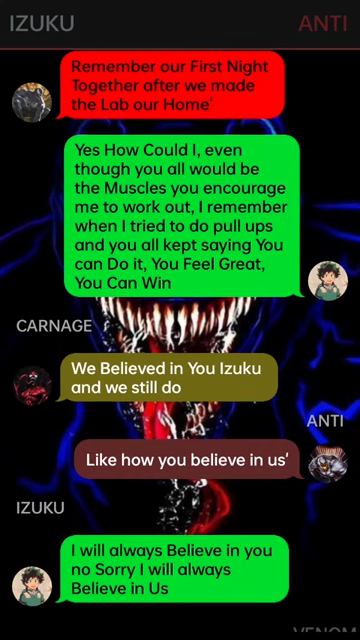 IZUKU
ANTI
Remember our First Night
Together after we made
the Lab our Home'
Yes How Could I, even
though you all would be
the Muscles you encourage
me to work out, I remember
when I tried to do pull ups
and you all kept saying You
can Do it, You Feel Great,
You Can Win
CARNAGE
We Believed in You Izuku
and we still do
ANTI
Like how you believe in us'
IZUKU
I will always Believe in you
no Sorry I will always
Believe in Us
VENOM